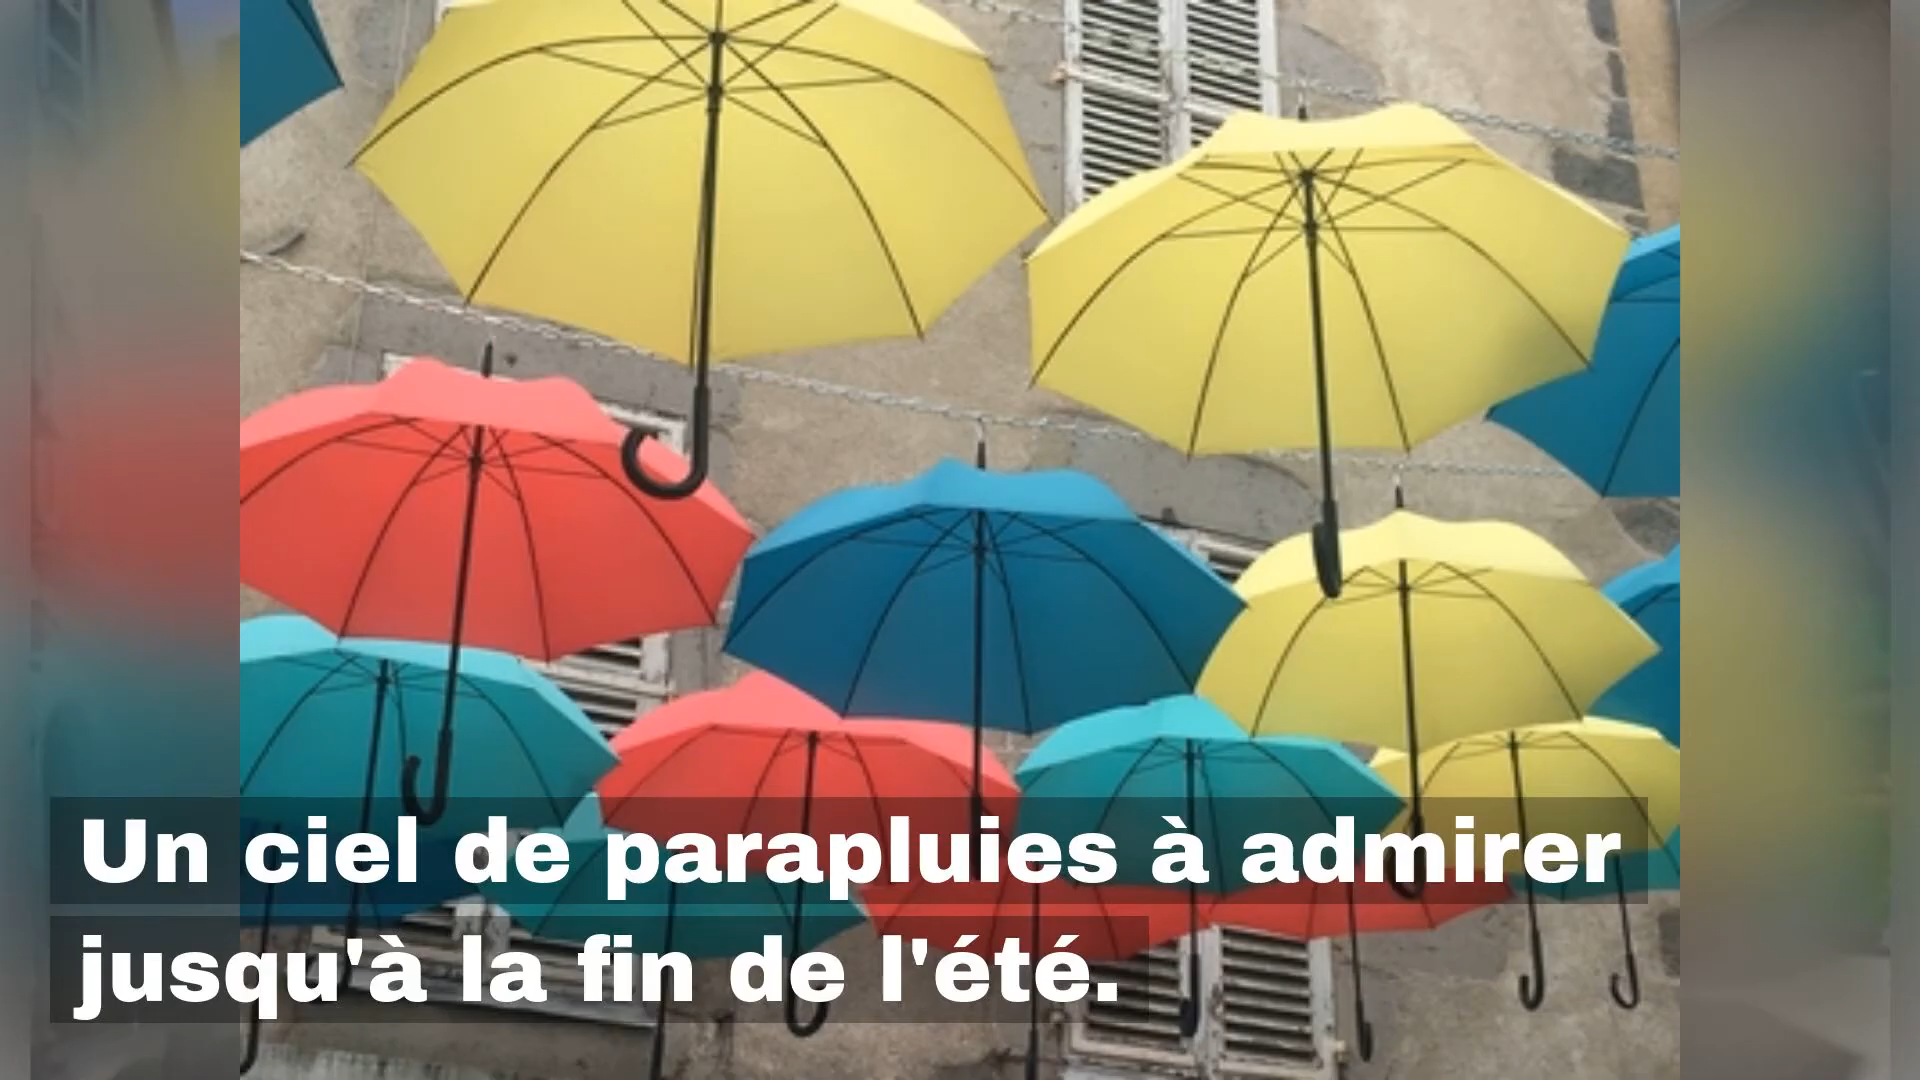 Un ciel de parapluies à admirer
jusqu'à la fin de l'été.